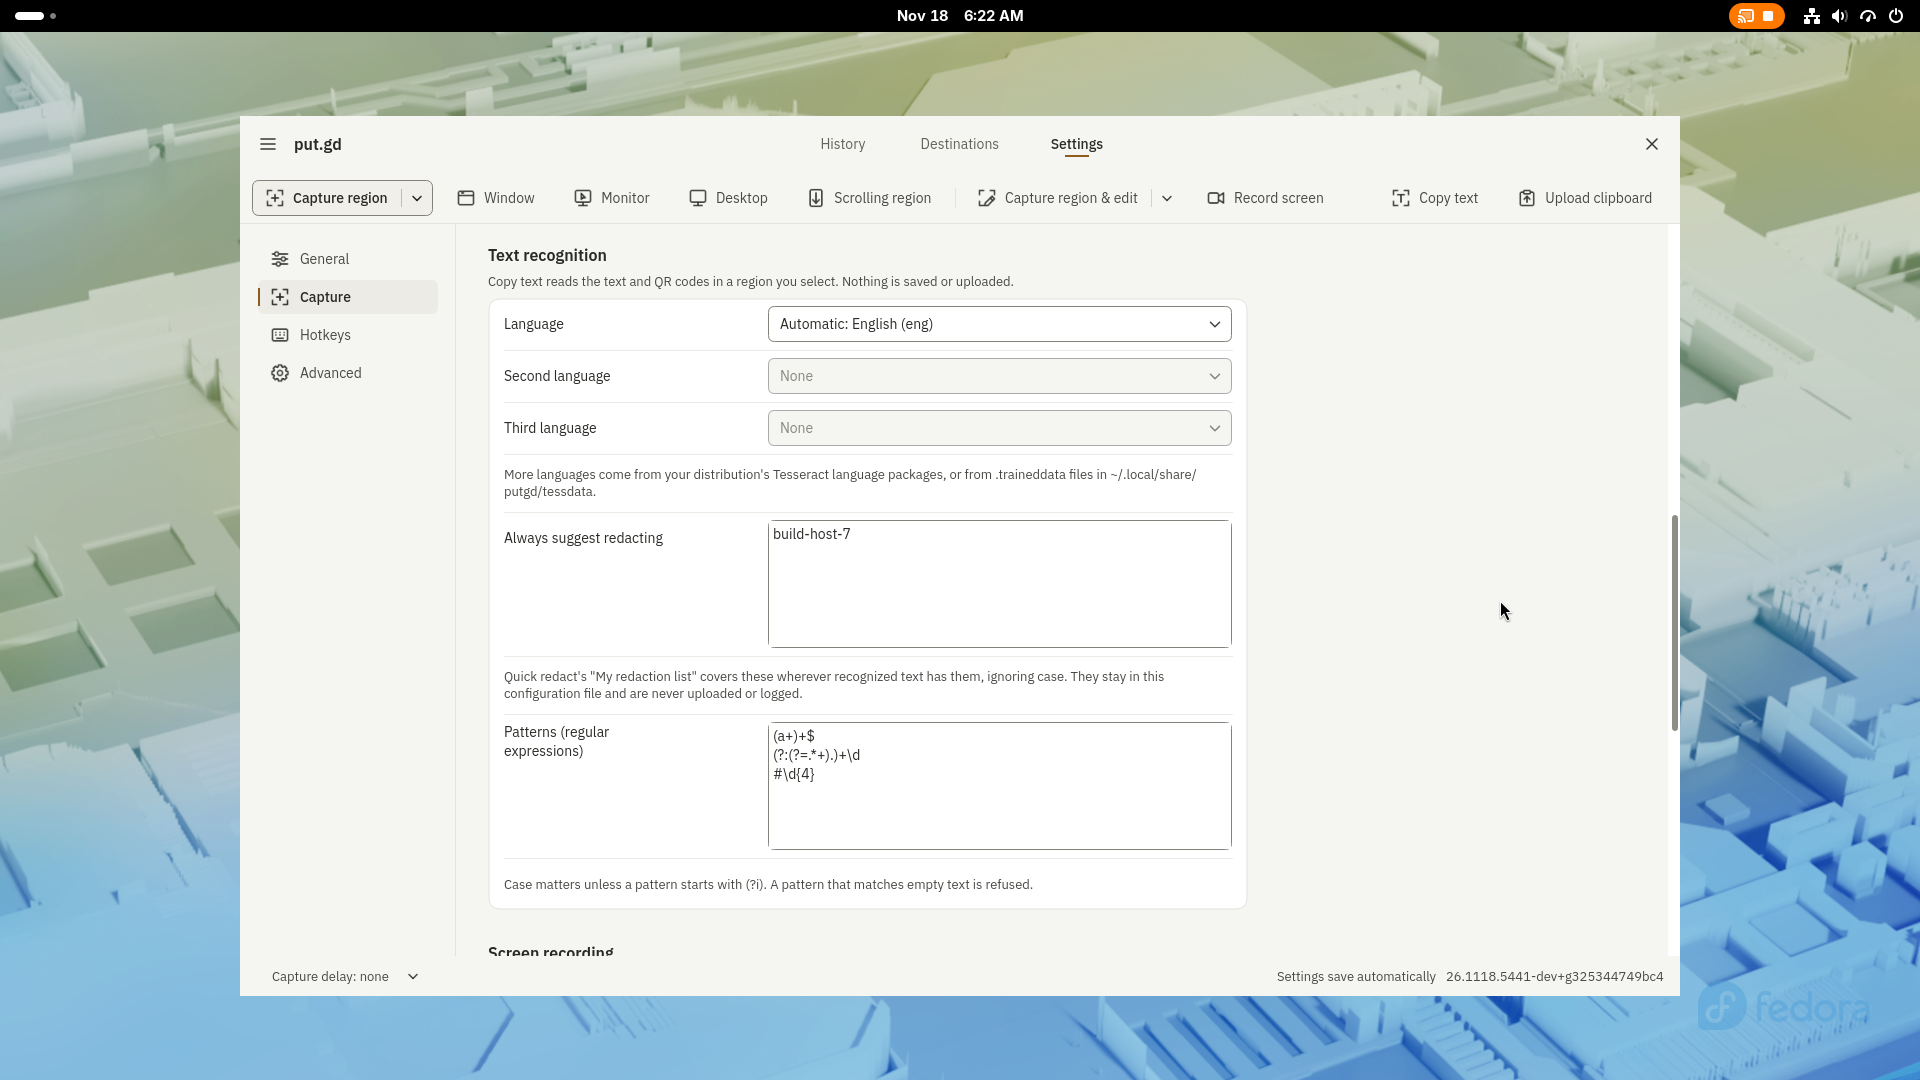 Nov 18 6:22 AM
put.gd
History
Destinations
Settings
Capture region
Window
Monitor
Desktop
Scrolling region
Capture region & edit
Record screen
Copy text
Upload clipboard
General
Capture
Hotkeys
Advanced
Text recognition
Copy text reads the text and QR codes in a region you select. Nothing is saved or uploaded.
Language
Automatic: English (eng)
Second language
None
Third language
None
More languages come from your distribution's Tesseract language packages, or from .traineddata files in ~/.local/share/
putgd/tessdata.
Always suggest redacting
build-host-7
Quick redact's "My redaction list" covers these wherever recognized text has them, ignoring case. They stay in this
configuration file and are never uploaded or logged.
Patterns (regular
expressions)
(a+)+$
(?:(?=.*+).)+\d
#\d{4}
Case matters unless a pattern starts with (?i). A pattern that matches empty text is refused.
Screen recording
Capture delay: none
Settings save automatically
26.1118.5441-dev+g325344749bc4
fedora